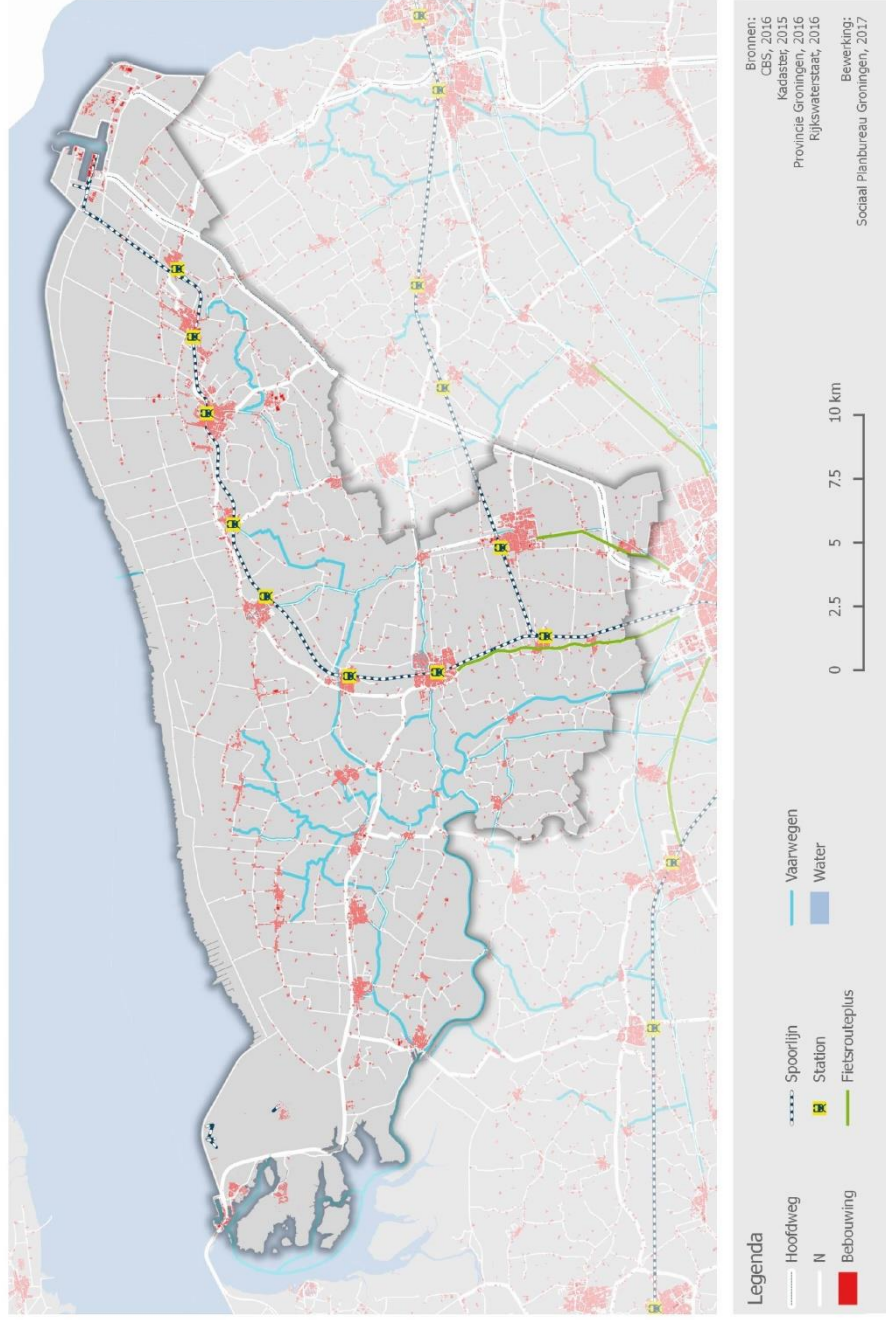 Legenda
Hoofdweg
N
Bebouwing
Spoorlijn
Station
Fietsrouteplus
Vaarwegen
Water
0
2.5
5
7.5
10 km
Bronnen:
CBS, 2016
Kadaster, 2015
Provincie Groningen, 2016
Rijkswaterstaat, 2016
Bewerking:
Sociaal Planbureau Groningen, 2017